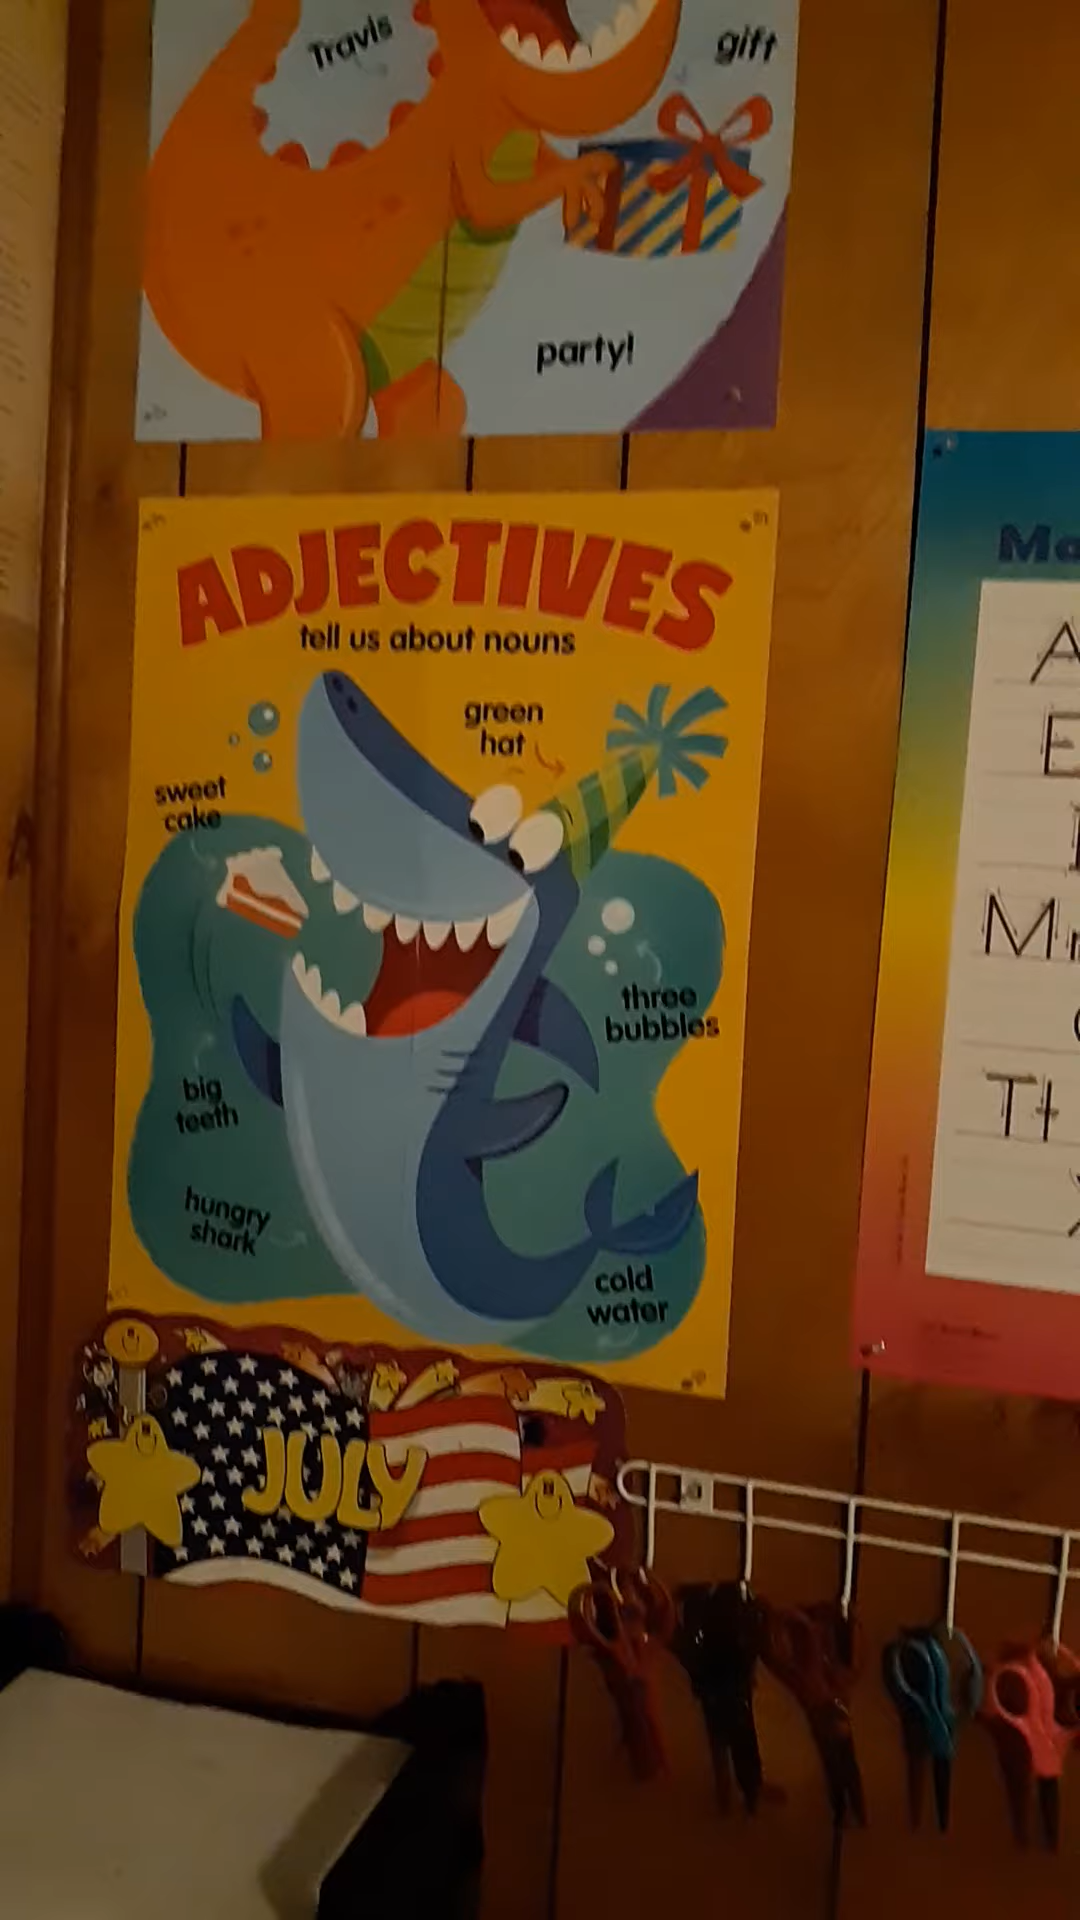 Travis
gift
party!
ADJECTIVES
tell us about nouns
green
hat
sweet
cake
three
bubbles
big
teeth
hungry
shark
cold
water
JULY
A
E
M
T